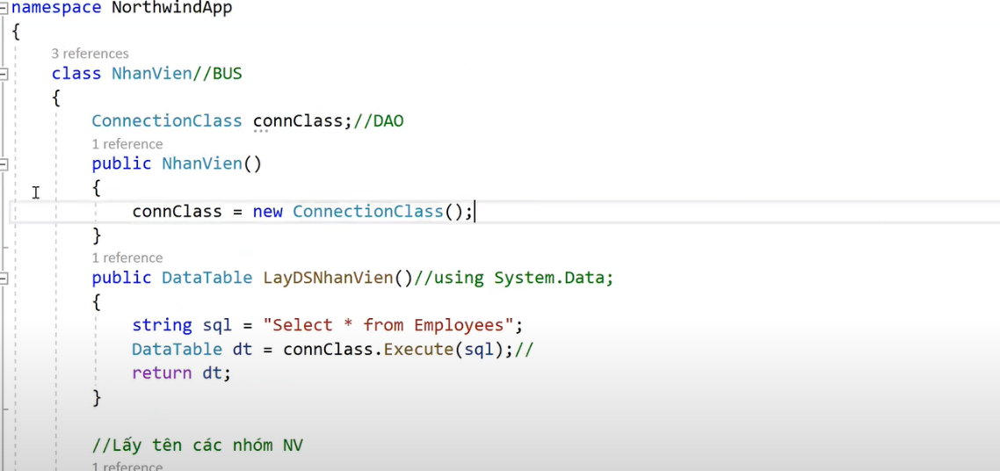 namespace NorthwindApp
{
3 references
class NhanVien//BUS
{
ConnectionClass connClass;//DAO
1 reference
public NhanVien()
{
connClass = new ConnectionClass();
}
1 reference
public DataTable LayDSNhanVien()//using System.Data;
{
string sql = "Select * from Employees";
DataTable dt = connClass.Execute(sql);//
return dt;
}
//Lấy tên các nhóm NV
1 reference